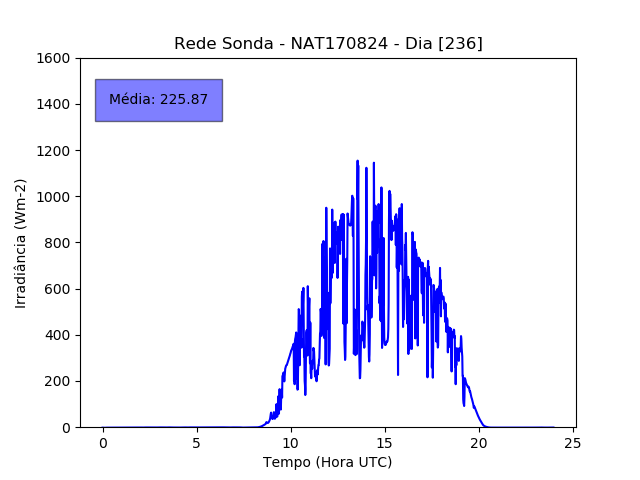 Rede Sonda - NAT170824 - Dia [236]
1600
1400
1200
1000
800
600
400
200
0
Média: 225.87
Irradiância (Wm-2)
0 5 10 15 20 25
Tempo (Hora UTC)